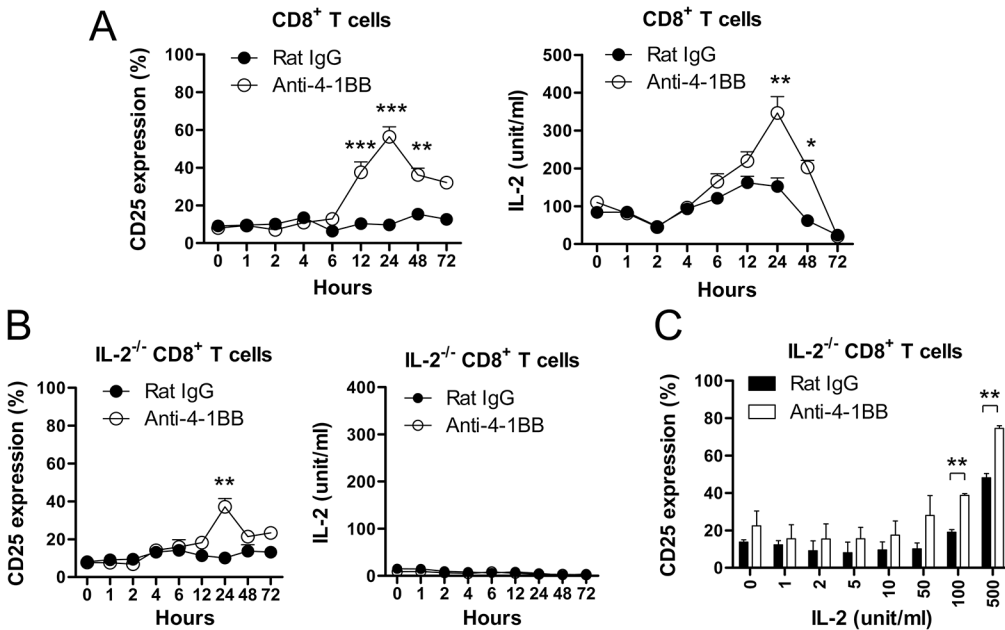 A
CD8+ T cells
CD25 expression (%)
100
80
60
40
20
0
Rat IgG
Anti-4-1BB
***
***
**
0 1 2 4 6 12 24 48 72
Hours
CD8+ T cells
IL-2 (unit/ml)
500
400
300
200
100
0
Rat IgG
Anti-4-1BB
**
*
0 1 2 4 6 12 24 48 72
Hours
B
IL-2-/- CD8+ T cells
CD25 expression (%)
100
80
60
40
20
0
Rat IgG
Anti-4-1BB
**
0 1 2 4 6 12 24 48 72
Hours
IL-2-/- CD8+ T cells
IL-2 (unit/ml)
400
300
200
100
0
Rat IgG
Anti-4-1BB
0 1 2 4 6 12 24 48 72
Hours
C
IL-2-/- CD8+ T cells
CD25 expression (%)
100
80
60
40
20
0
Rat IgG
Anti-4-1BB
**
**
0 1 2 5 10 50 100 500
IL-2 (unit/ml)